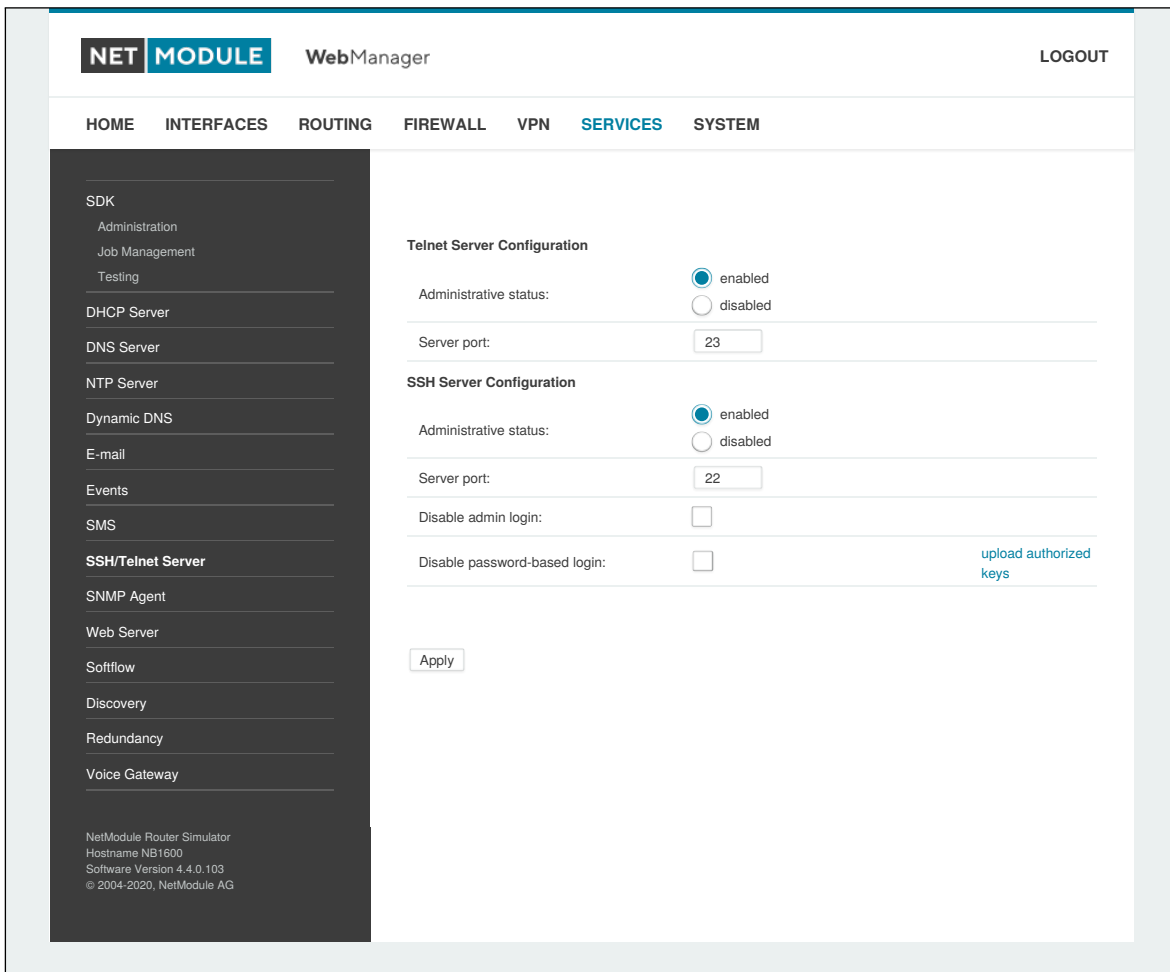 NET MODULE WebManager LOGOUT
HOME INTERFACES ROUTING FIREWALL VPN SERVICES SYSTEM
SDK
Administration
Job Management
Testing
DHCP Server
DNS Server
NTP Server
Dynamic DNS
E-mail
Events
SMS
SSH/Telnet Server
SNMP Agent
Web Server
Softflow
Discovery
Redundancy
Voice Gateway
NetModule Router Simulator
Hostname NB1600
Software Version 4.4.0.103
© 2004-2020, NetModule AG
Telnet Server Configuration
Administrative status:
enabled
disabled
Server port: 23
SSH Server Configuration
Administrative status:
enabled
disabled
Server port: 22
Disable admin login:
Disable password-based login:
upload authorized
keys
Apply